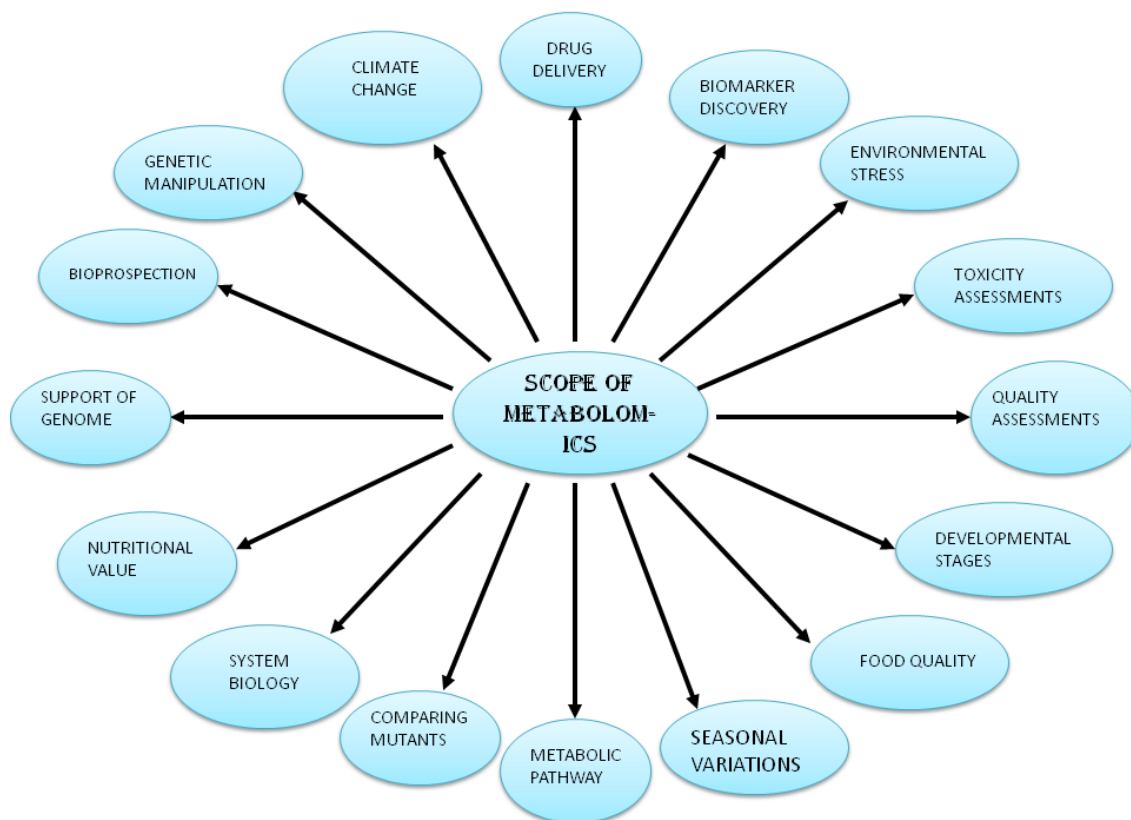 DRUG
DELIVERY
CLIMATE
CHANGE
BIOMARKER
DISCOVERY
GENETIC
MANIPULATION
ENVIRONMENTAL
STRESS
BIOPROSPECTION
TOXICITY
ASSESSMENTS
SCOPE OF
METABOLOM-
ICS
SUPPORT OF
GENOME
QUALITY
ASSESSMENTS
NUTRITIONAL
VALUE
DEVELOPMENTAL
STAGES
SYSTEM
BIOLOGY
FOOD QUALITY
COMPARING
MUTANTS
METABOLIC
PATHWAY
SEASONAL
VARIATIONS